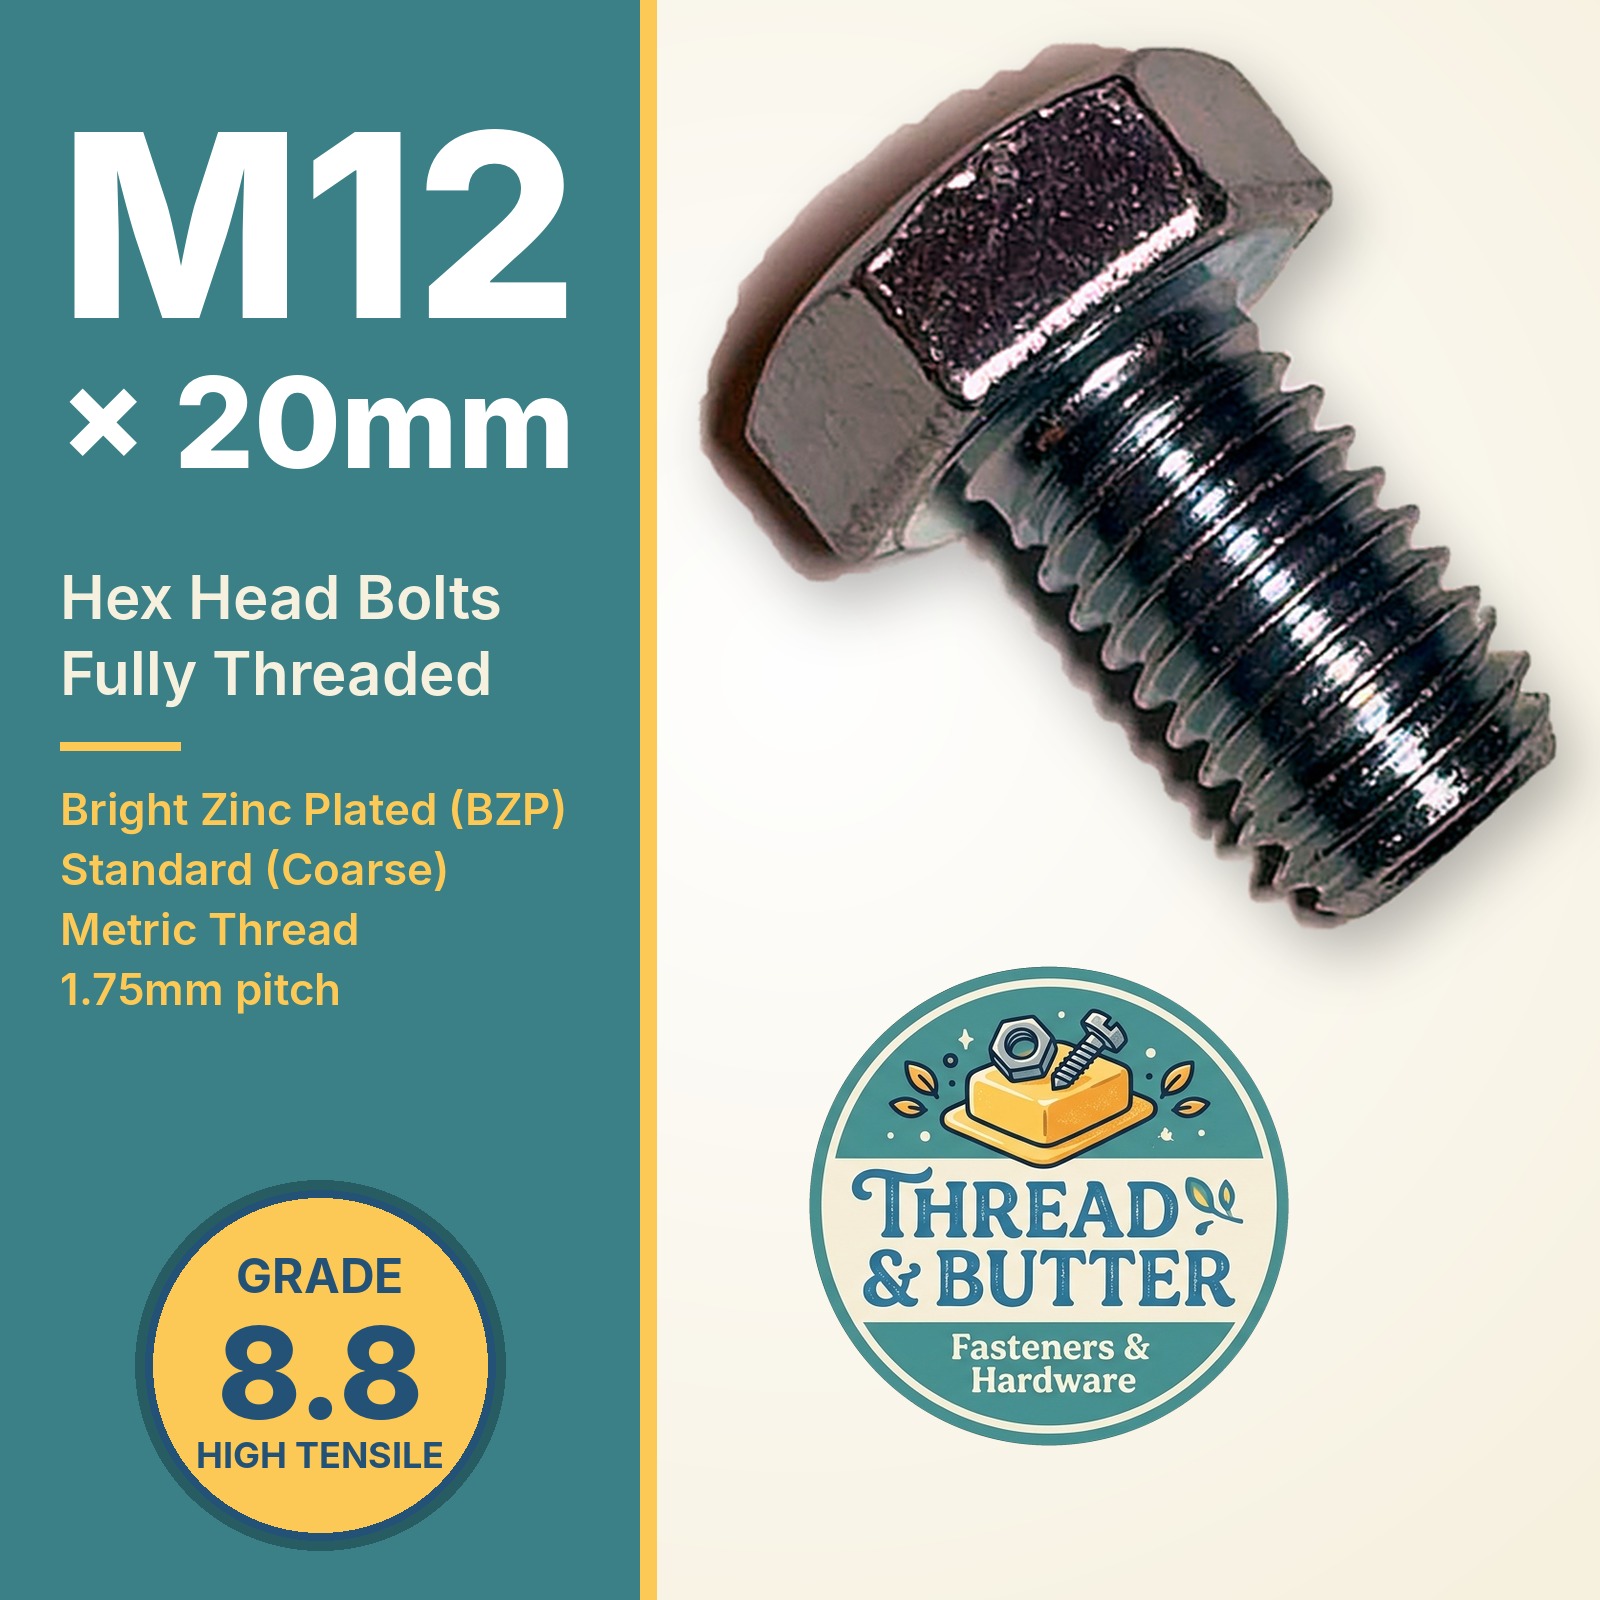 M12
× 20mm
Hex Head Bolts
Fully Threaded
Bright Zinc Plated (BZP)
Standard (Coarse)
Metric Thread
1.75mm pitch
GRADE
8.8
HIGH TENSILE
THREAD
& BUTTER
Fasteners &
Hardware